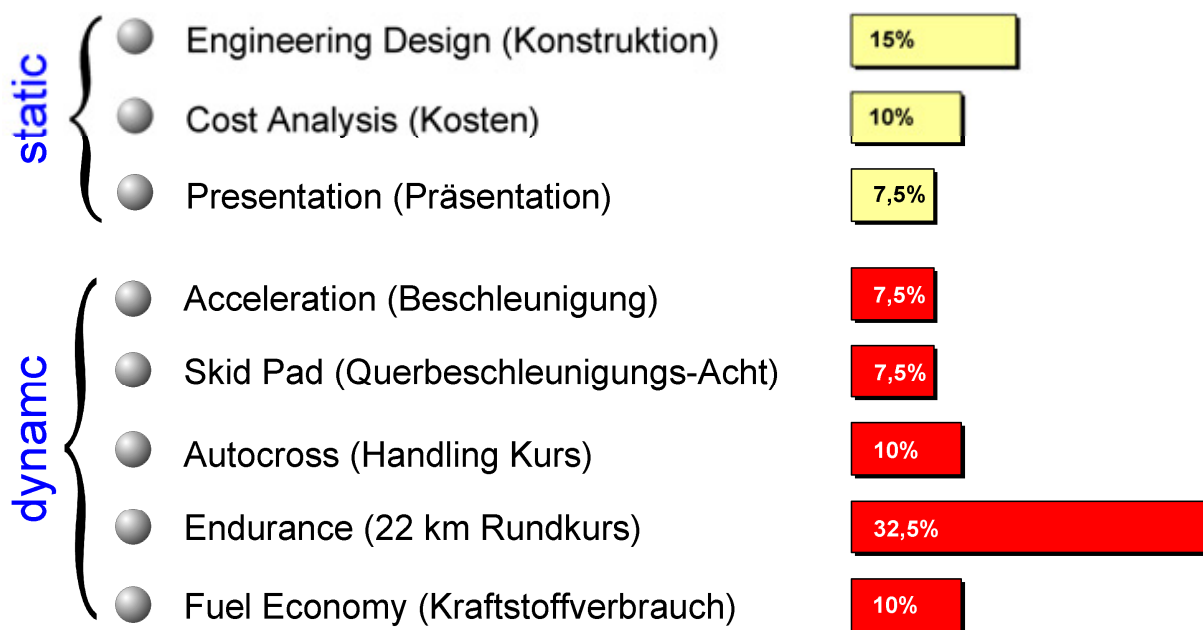 static
Engineering Design (Konstruktion) 15%
Cost Analysis (Kosten) 10%
Presentation (Präsentation) 7,5%
dynamc
Acceleration (Beschleunigung) 7,5%
Skid Pad (Querbeschleunigungs-Acht) 7,5%
Autocross (Handling Kurs) 10%
Endurance (22 km Rundkurs) 32,5%
Fuel Economy (Kraftstoffverbrauch) 10%